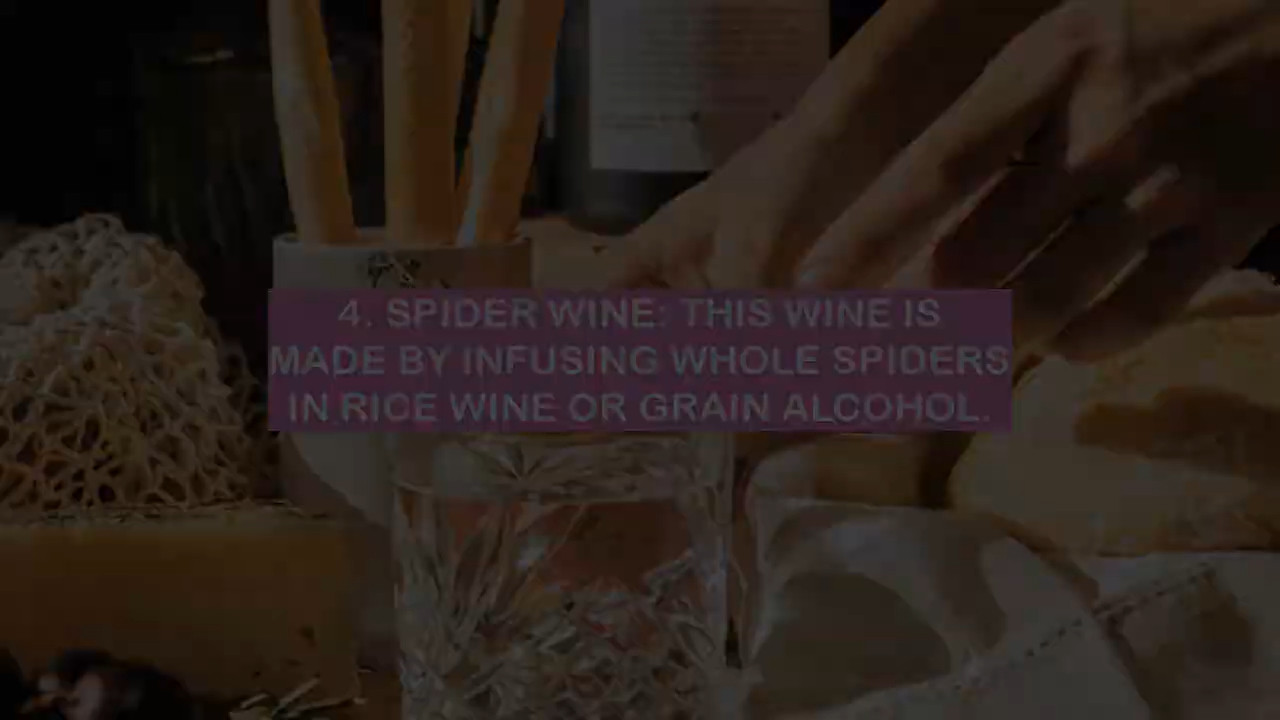 4. SPIDER WINE: THIS WINE IS
MADE BY INFUSING WHOLE SPIDERS
IN RICE WINE OR GRAIN ALCOHOL.